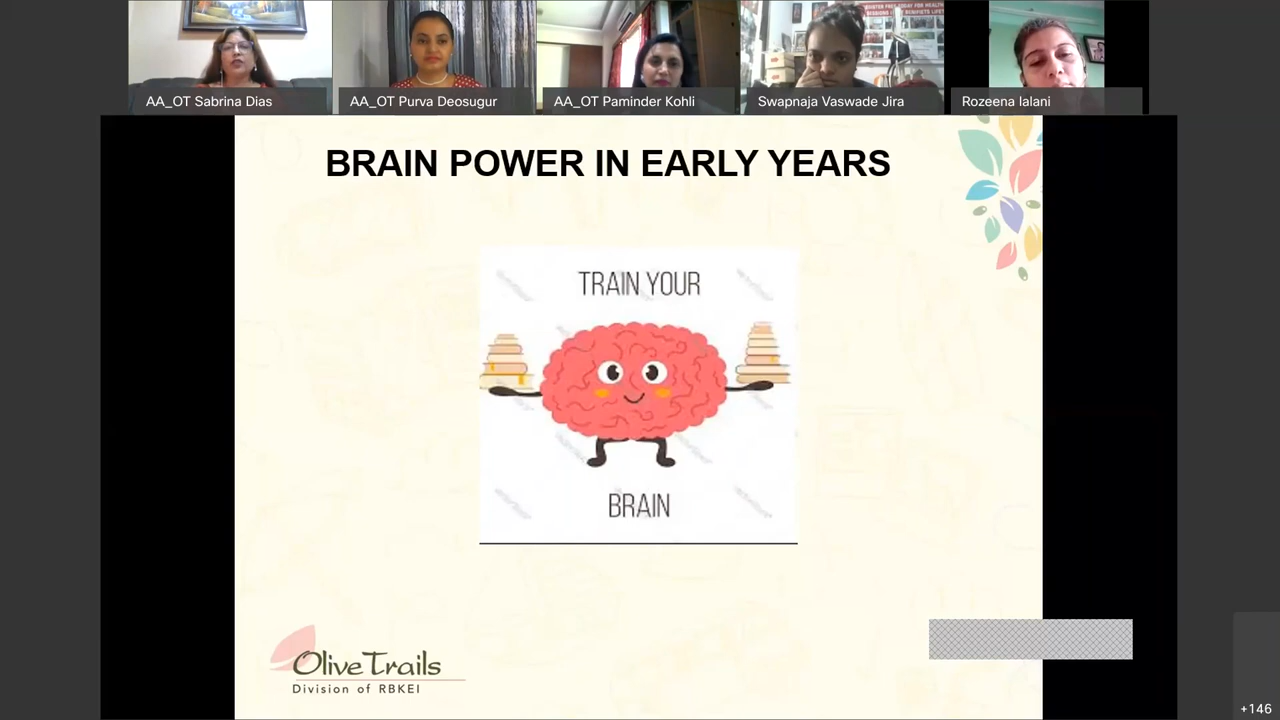 AA_OT Sabrina Dias
AA_OT Purva Deosugur
AA_OT Paminder Kohli
Swapnaja Vaswade Jira
Rozeena lalani
BRAIN POWER IN EARLY YEARS
TRAIN YOUR
BRAIN
Olive Trails
Division of RBKEI
+146